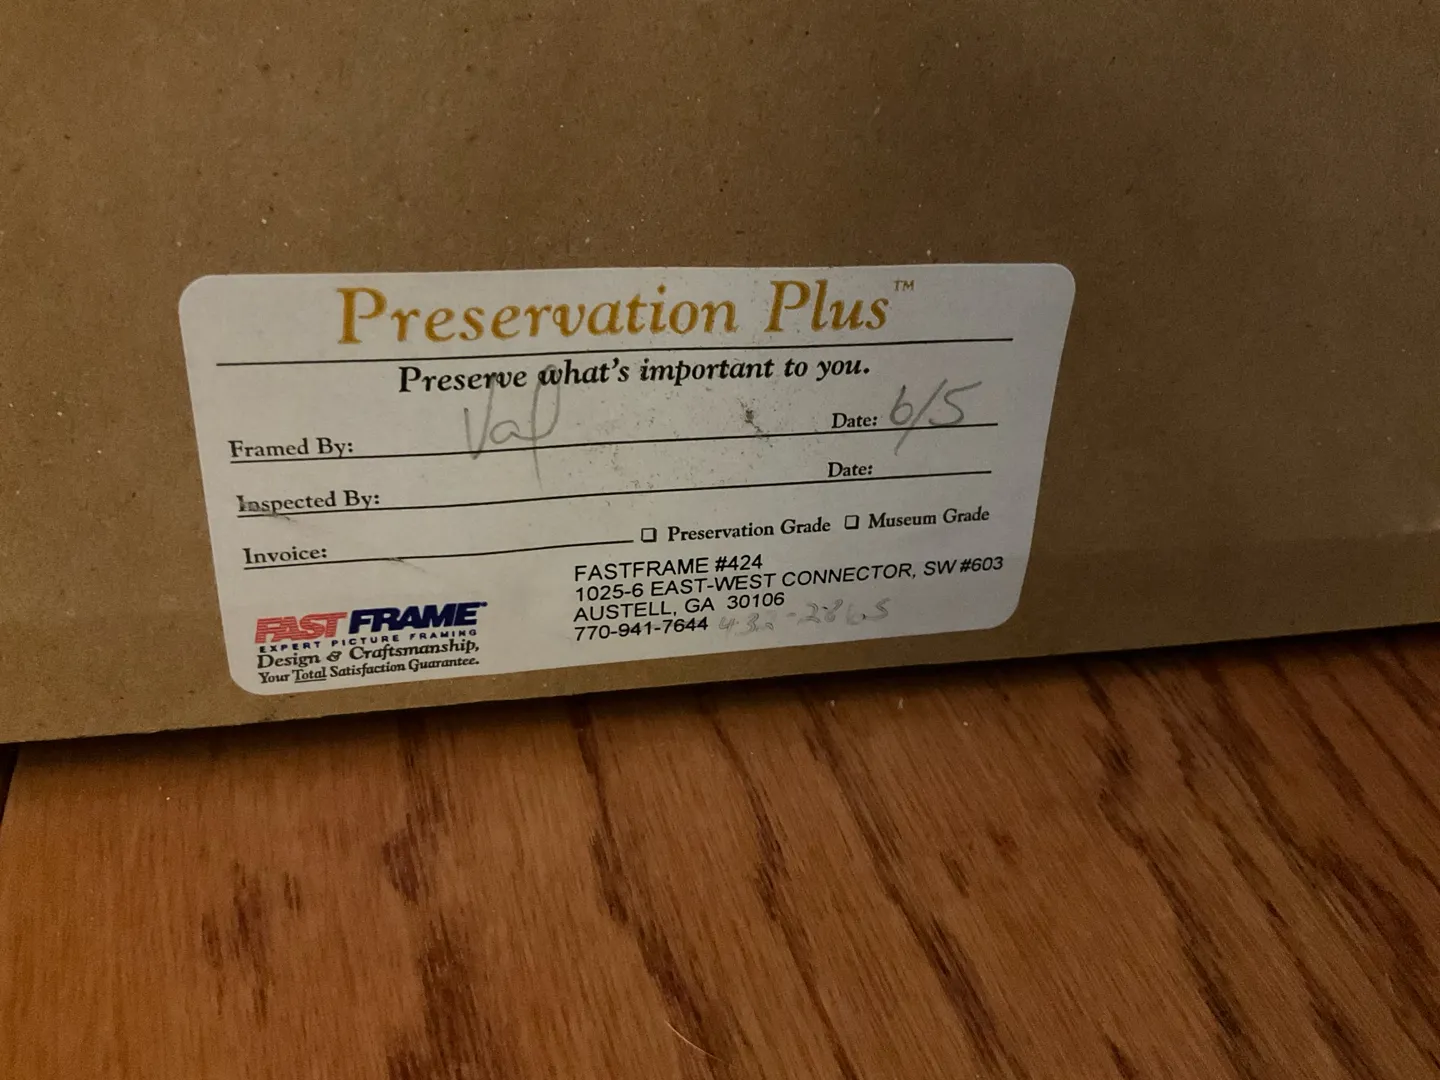 Preservation Plus™
Preserve what's important to you.
Framed By: Date: 6/5
Inspected By: Date:
Invoice: ☐ Preservation Grade ☐ Museum Grade
FASTFRAME #424
1025-6 EAST-WEST CONNECTOR, SW #603
AUSTELL, GA 30106
770-941-7644
FASTFRAME
EXPERT PICTURE FRAMING
Design & Craftsmanship,
Your Total Satisfaction Guarantee.